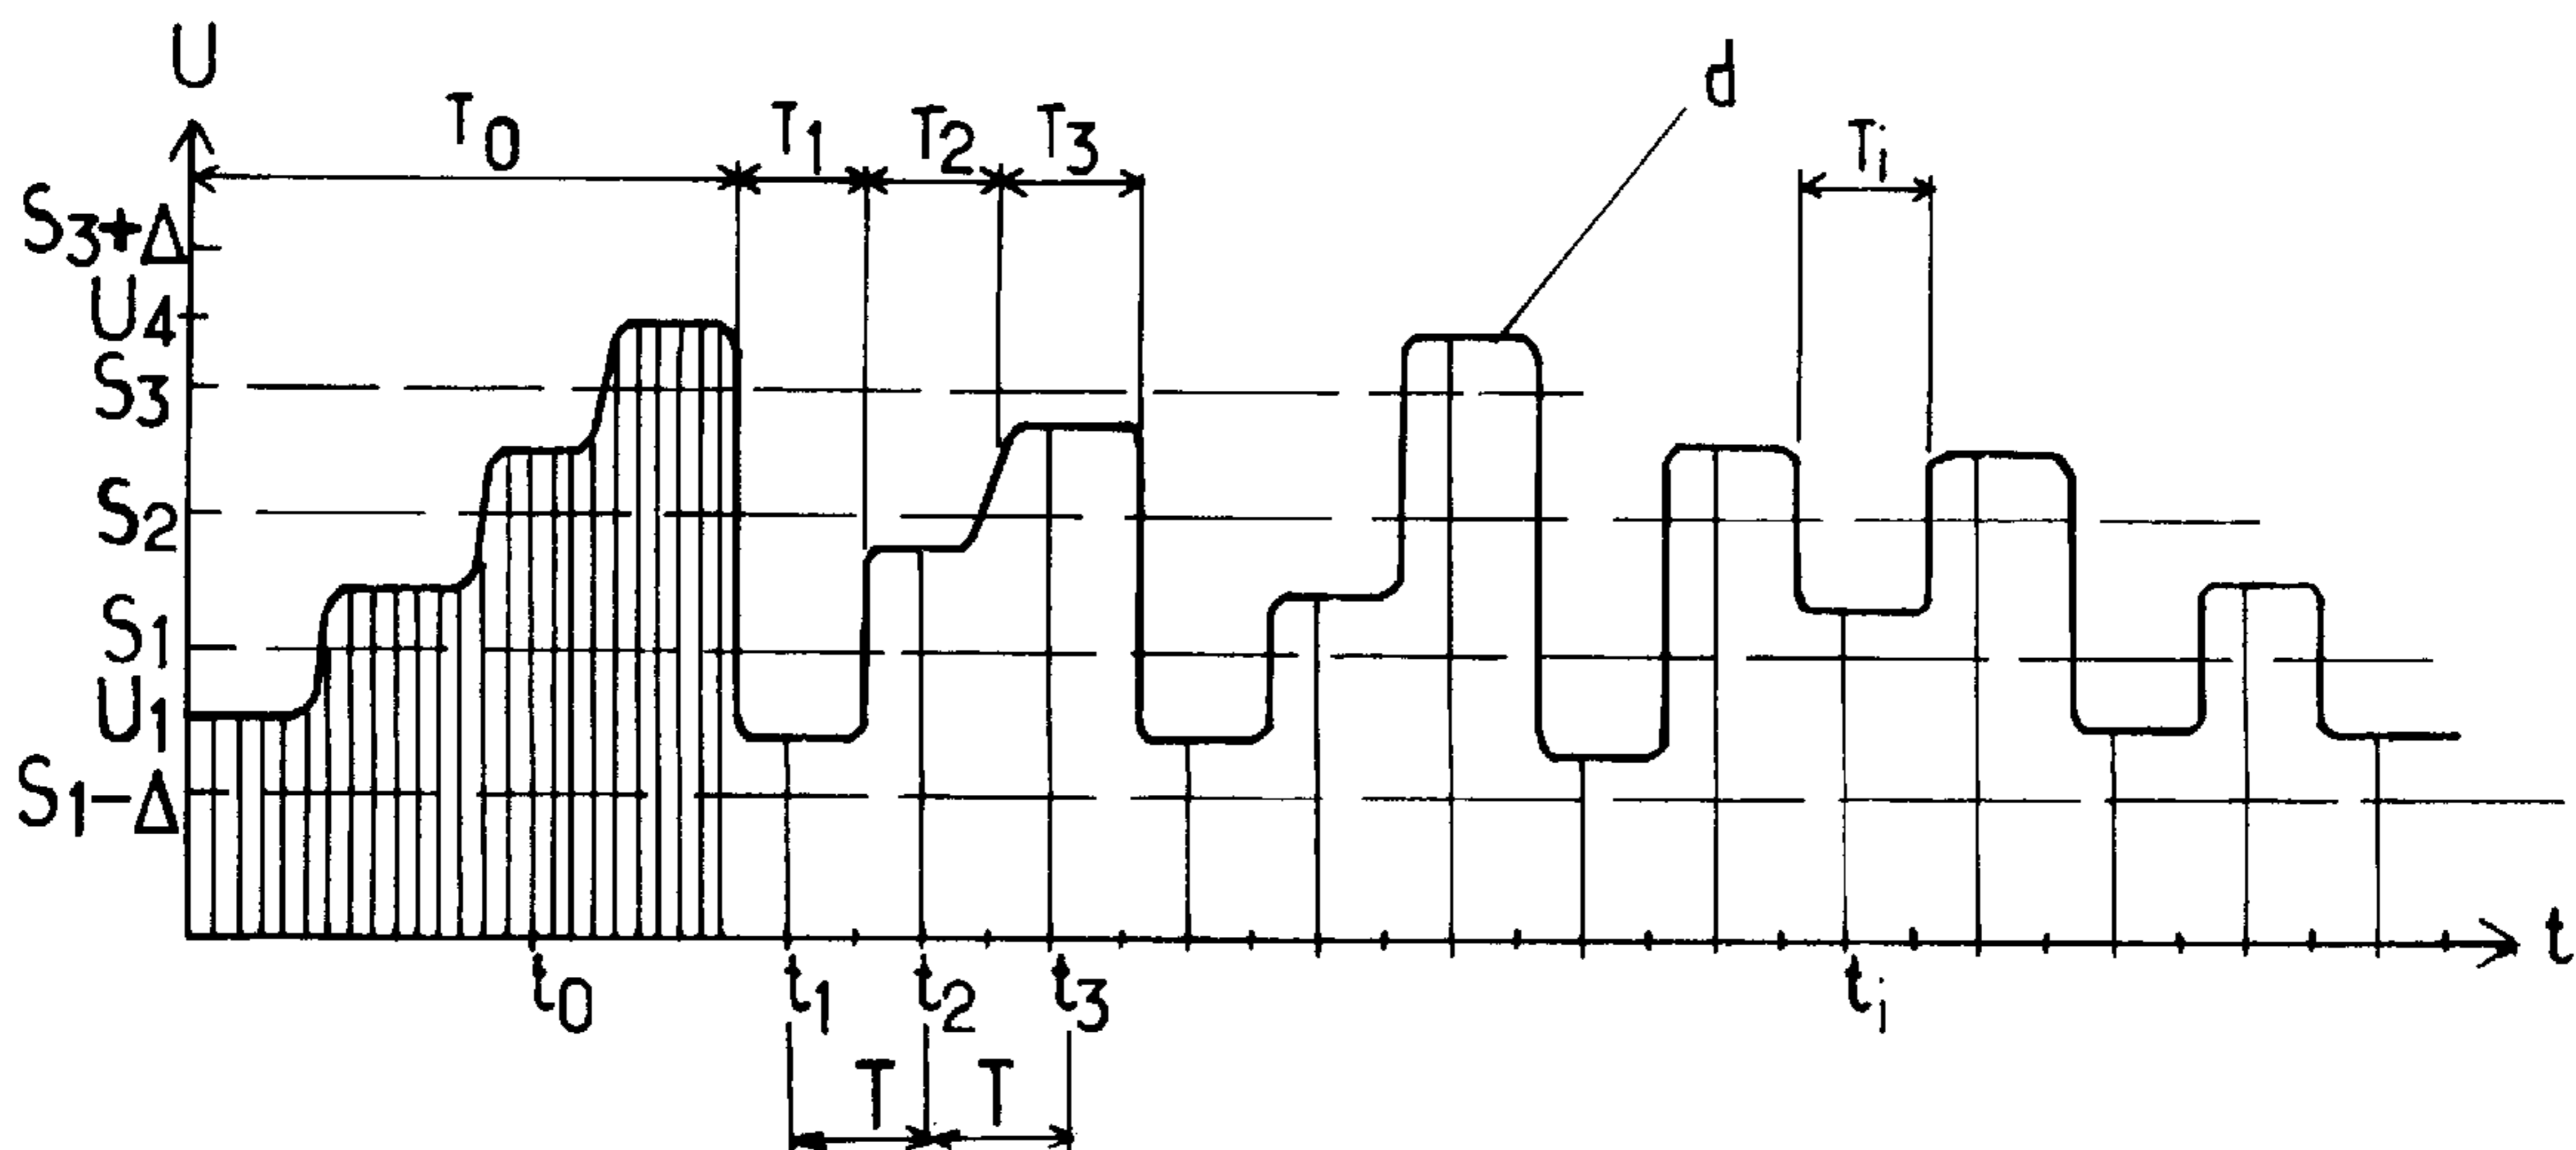 U
d
T₀ T₁ T₂ T₃ Tᵢ
S₃+Δ
U₄
S₃
S₂
S₁
U₁
S₁−Δ
t
t₀ t₁ t₂ t₃ tᵢ
T T